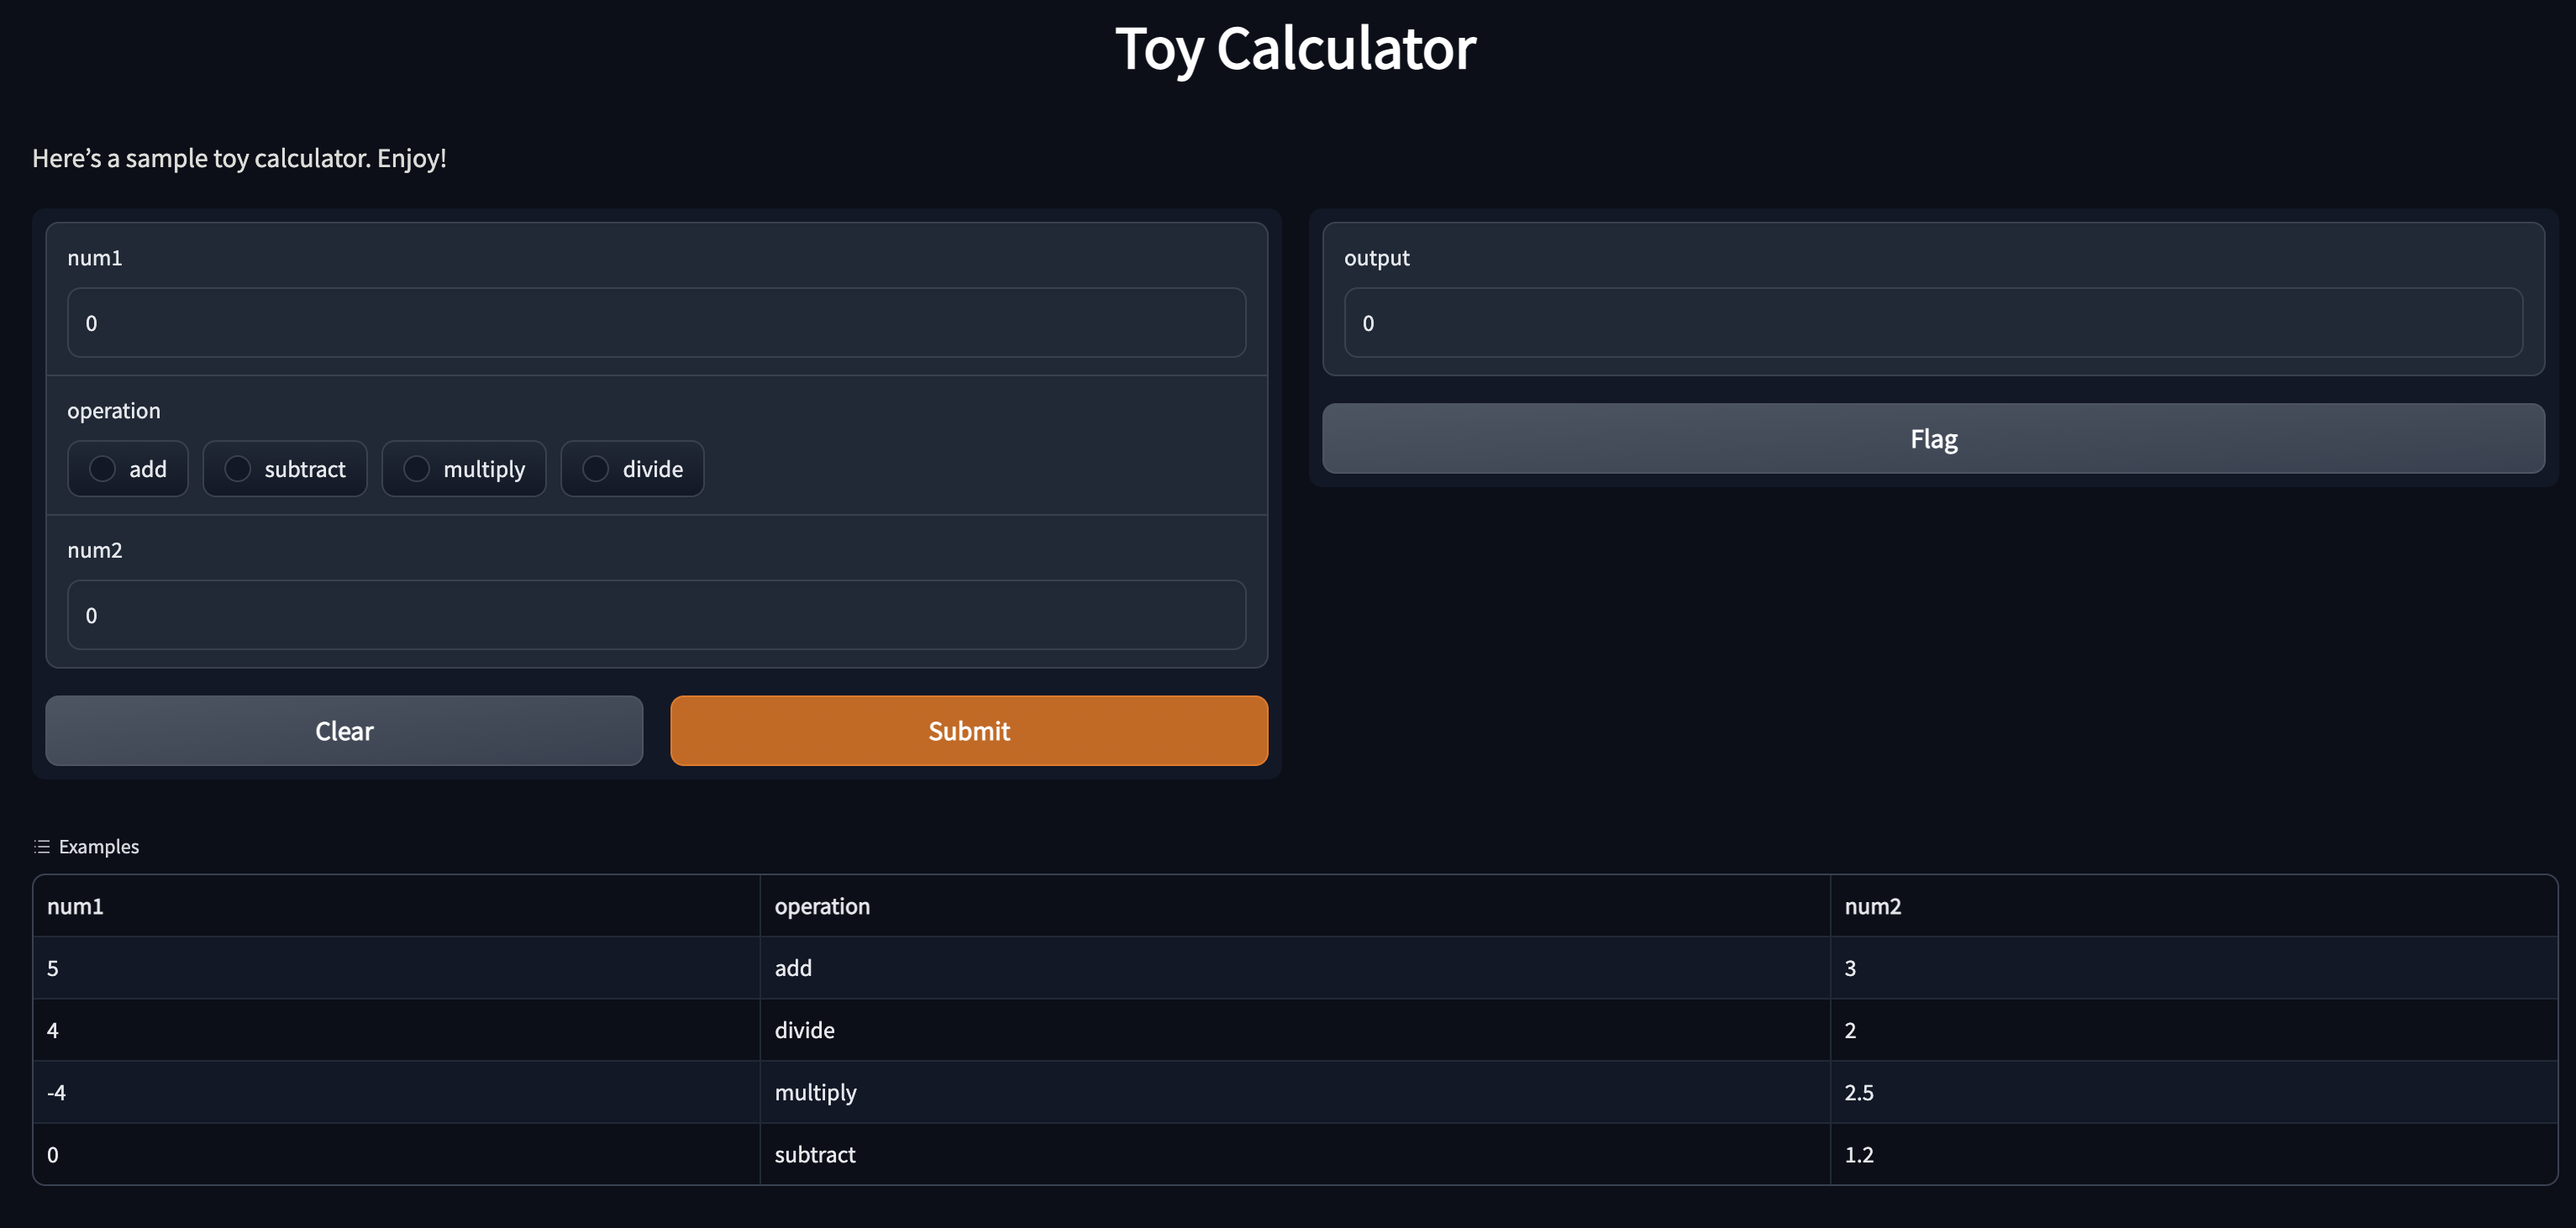 Toy Calculator
Here’s a sample toy calculator. Enjoy!
num1
0
operation
add subtract multiply divide
num2
0
Clear Submit
output
0
Flag
Examples
num1 operation num2
5 add 3
4 divide 2
-4 multiply 2.5
0 subtract 1.2